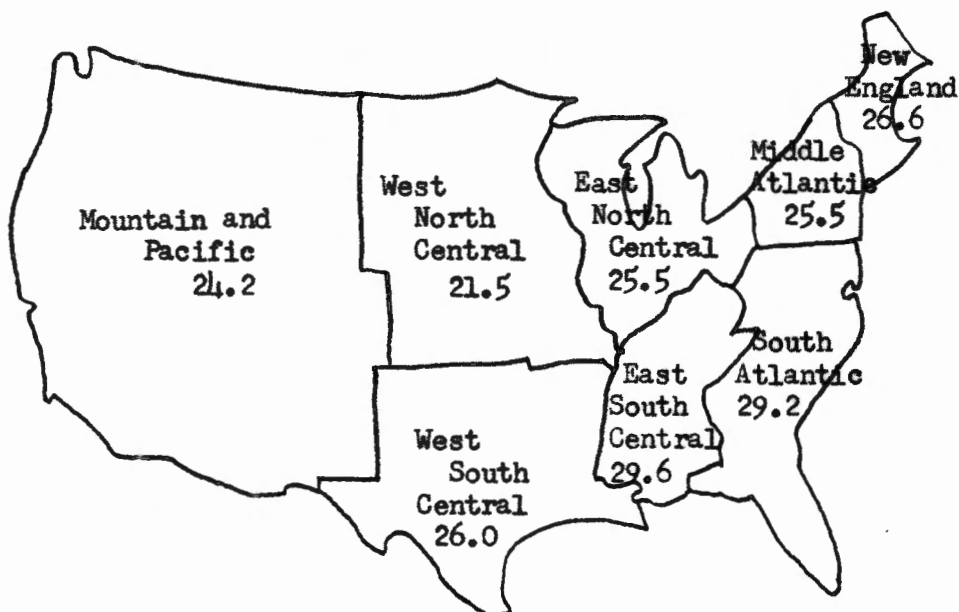 New
England
26.6
Middle
Atlantic
25.5
West
North
Central
21.5
East
North
Central
25.5
Mountain and
Pacific
24.2
South
Atlantic
29.2
East
South
Central
29.6
West
South
Central
26.0